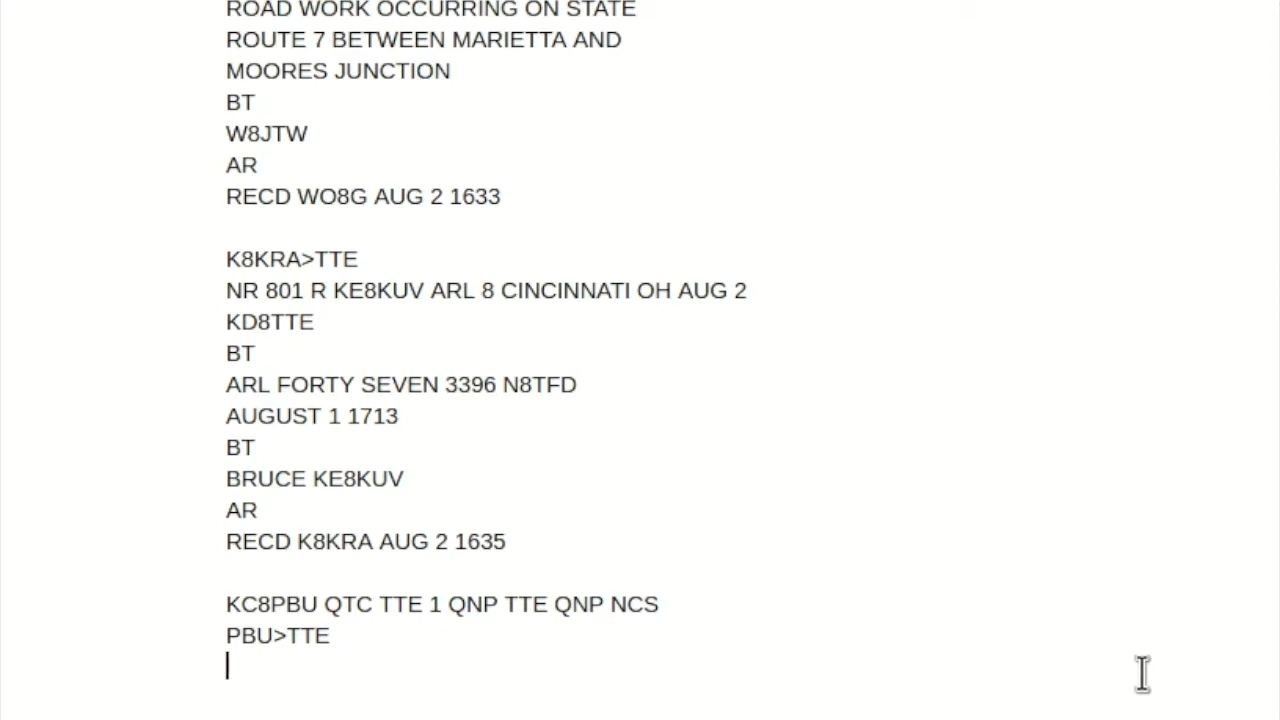 ROAD WORK OCCURRING ON STATE
ROUTE 7 BETWEEN MARIETTA AND
MOORES JUNCTION
BT
W8JTW
AR
RECD WO8G AUG 2 1633
K8KRA>TTE
NR 801 R KE8KUV ARL 8 CINCINNATI OH AUG 2
KD8TTE
BT
ARL FORTY SEVEN 3396 N8TFD
AUGUST 1 1713
BT
BRUCE KE8KUV
AR
RECD K8KRA AUG 2 1635
KC8PBU QTC TTE 1 QNP TTE QNP NCS
PBU>TTE